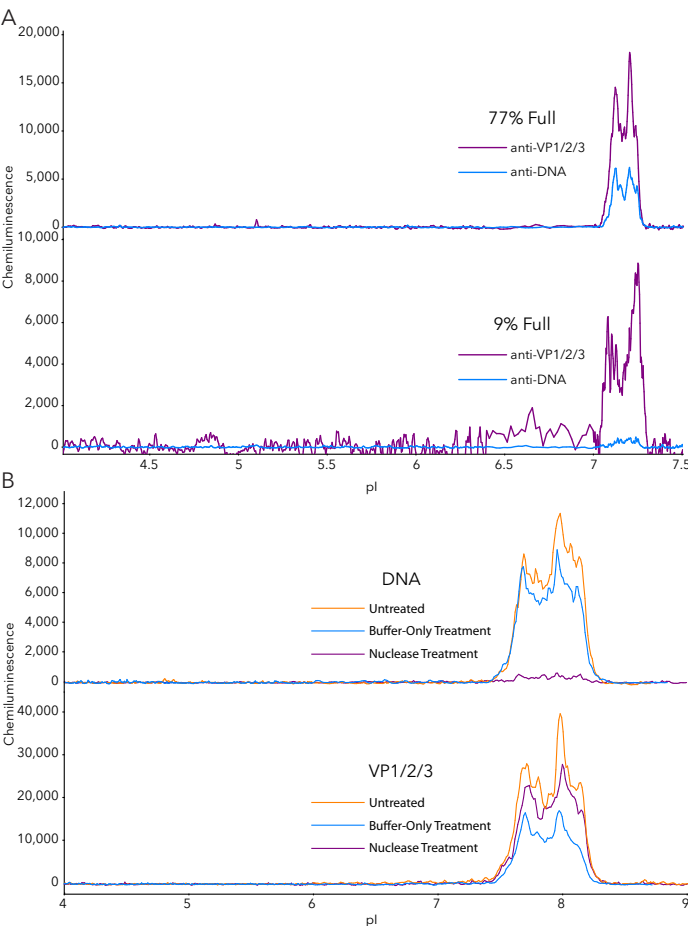 A
20,000
15,000
10,000
5,000
0
77% Full
anti-VP1/2/3
anti-DNA
Chemiluminescence
10,000
8,000
6,000
4,000
2,000
0
9% Full
anti-VP1/2/3
anti-DNA
4.5 5 5.5 6 6.5 7 7.5
pI
B
12,000
10,000
8,000
6,000
4,000
2,000
0
DNA
Untreated
Buffer-Only Treatment
Nuclease Treatment
Chemiluminescence
40,000
30,000
20,000
10,000
0
VP1/2/3
Untreated
Buffer-Only Treatment
Nuclease Treatment
4 5 6 7 8 9
pI